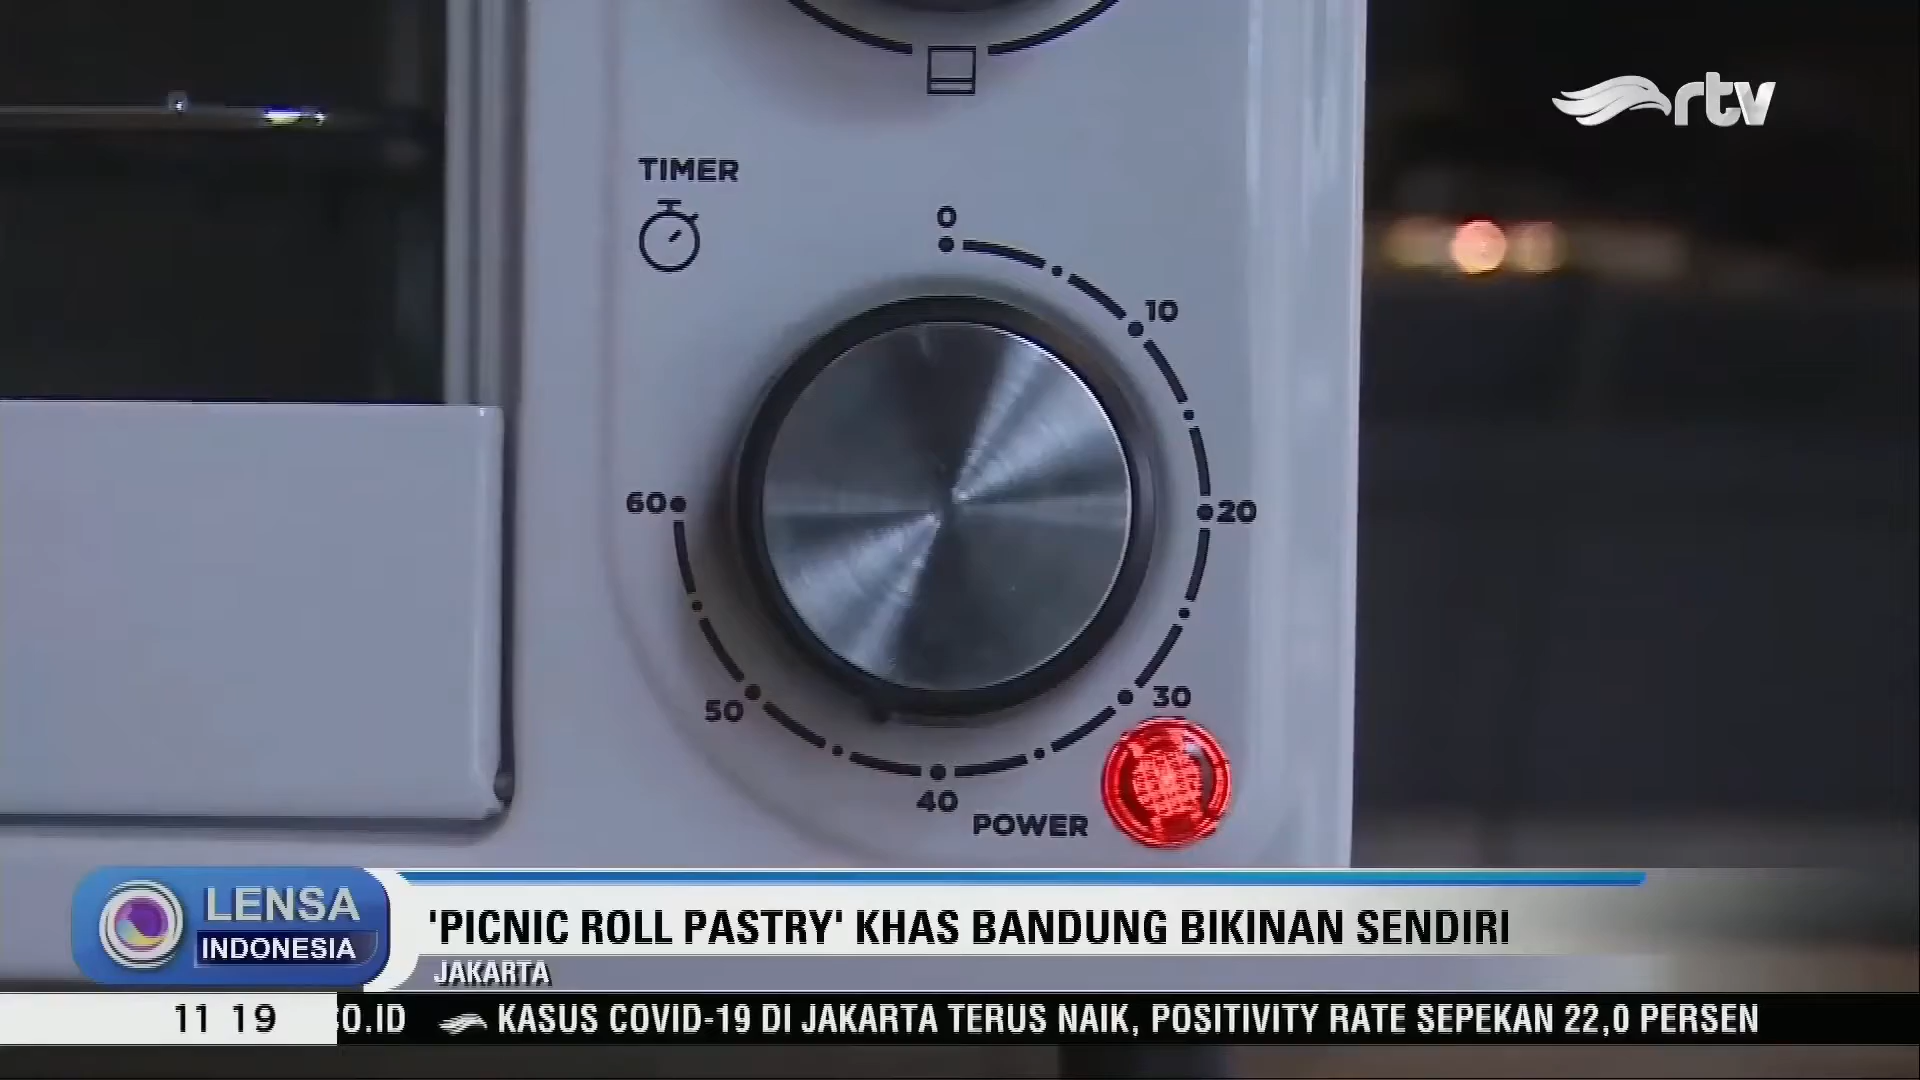 rtv
TIMER
0
10
20
30
40
50
60
POWER
LENSA
INDONESIA
'PICNIC ROLL PASTRY' KHAS BANDUNG BIKINAN SENDIRI
JAKARTA
11 19
O.ID KASUS COVID-19 DI JAKARTA TERUS NAIK, POSITIVITY RATE SEPEKAN 22,0 PERSEN